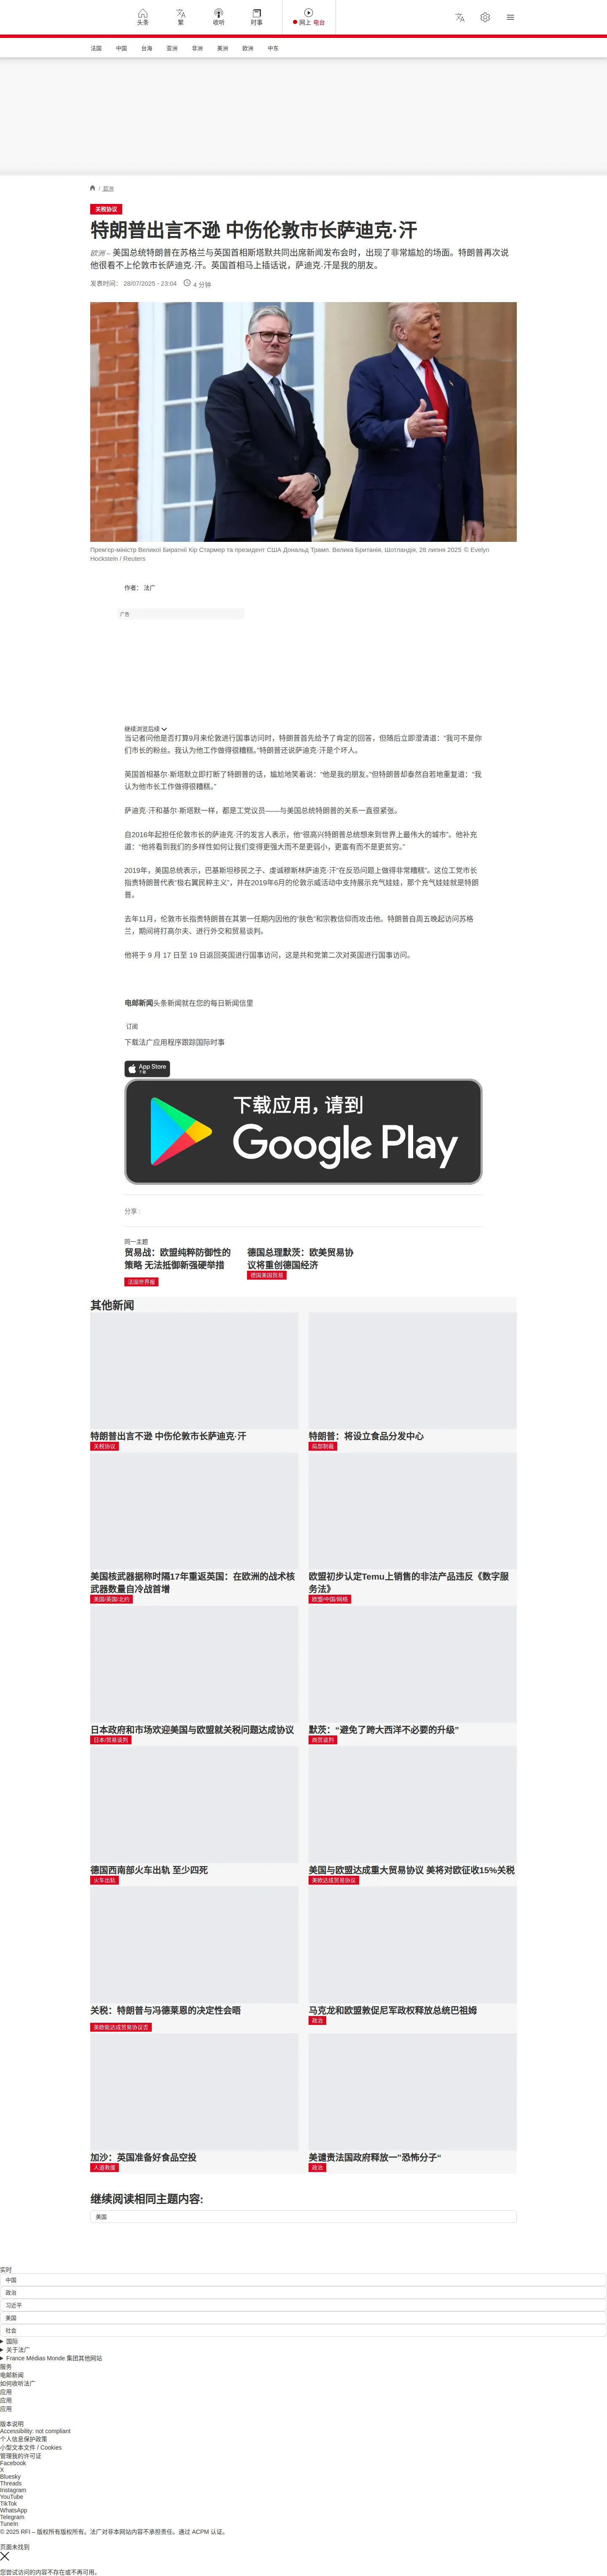 头条
繁
收听
时事
网上 电台
法国
中国
台海
亚洲
非洲
美洲
欧洲
中东
/ 欧洲
关税协议
特朗普出言不逊 中伤伦敦市长萨迪克·汗
欧洲 – 美国总统特朗普在苏格兰与英国首相斯塔默共同出席新闻发布会时，出现了非常尴尬的场面。特朗普再次说
他很看不上伦敦市长萨迪克·汗。英国首相马上插话说，萨迪克·汗是我的朋友。
发表时间： 28/07/2025 - 23:04
4 分钟
Прем'єр-міністр Великої Британії Кір Стармер та президент США Дональд Трамп. Велика Британія, Шотландія, 28 липня 2025 © Evelyn
Hockstein / Reuters
作者： 法广
广告
继续浏览后续
当记者问他是否打算9月来伦敦进行国事访问时，特朗普首先给予了肯定的回答，但随后立即澄清道：“我可不是你
们市长的粉丝。我认为他工作做得很糟糕。”特朗普还说萨迪克·汗是个坏人。
英国首相基尔·斯塔默立即打断了特朗普的话，尴尬地笑着说：“他是我的朋友。”但特朗普却泰然自若地重复道：“我
认为他市长工作做得很糟糕。”
萨迪克·汗和基尔·斯塔默一样，都是工党议员——与美国总统特朗普的关系一直很紧张。
自2016年起担任伦敦市长的萨迪克·汗的发言人表示，他“很高兴特朗普总统想来到世界上最伟大的城市”。他补充
道：“他将看到我们的多样性如何让我们变得更强大而不是更弱小，更富有而不是更贫穷。”
2019年，美国总统表示，巴基斯坦移民之子、虔诚穆斯林萨迪克·汗“在反恐问题上做得非常糟糕”。这位工党市长
指责特朗普代表“极右翼民粹主义”，并在2019年6月的伦敦示威活动中支持展示充气娃娃，那个充气娃娃就是特朗
普。
去年11月，伦敦市长指责特朗普在其第一任期内因他的“肤色”和宗教信仰而攻击他。特朗普自周五晚起访问苏格
兰，期间将打高尔夫、进行外交和贸易谈判。
他将于 9 月 17 日至 19 日返回英国进行国事访问，这是共和党第二次对英国进行国事访问。
电邮新闻头条新闻就在您的每日新闻信里
订阅
下载法广应用程序跟踪国际时事
App Store
下载
下载应用，请到
Google Play
分享 :
同一主题
贸易战：欧盟纯粹防御性的
策略 无法抵御新强硬举措
法国世界报
德国总理默茨：欧美贸易协
议将重创德国经济
德国美国贸易
其他新闻
特朗普出言不逊 中伤伦敦市长萨迪克·汗
关税协议
特朗普：将设立食品分发中心
局部制裁
美国核武器据称时隔17年重返英国：在欧洲的战术核
武器数量自冷战首增
美国/英国/北约
欧盟初步认定Temu上销售的非法产品违反《数字服
务法》
欧盟/中国/网络
日本政府和市场欢迎美国与欧盟就关税问题达成协议
日本/贸易谈判
默茨：“避免了跨大西洋不必要的升级”
商贸谈判
德国西南部火车出轨 至少四死
火车出轨
美国与欧盟达成重大贸易协议 美将对欧征收15%关税
美欧达成贸易协议
关税：特朗普与冯德莱恩的决定性会晤
美欧能达成贸易协议否
马克龙和欧盟敦促尼军政权释放总统巴祖姆
政治
加沙：英国准备好食品空投
人道救援
美谴责法国政府释放一”恐怖分子“
政治
继续阅读相同主题内容:
美国
实时
中国
政治
习近平
美国
社会
国际
关于法广
France Médias Monde 集团其他网站
服务
电邮新闻
如何收听法广
应用
应用
应用
版本说明
Accessibility: not compliant
个人信息保护政策
小型文本文件 / Cookies
管理我的许可证
Facebook
X
Bluesky
Threads
Instagram
YouTube
TikTok
WhatsApp
Telegram
TuneIn
© 2025 RFI – 版权所有版权所有。法广对非本网站内容不承担责任。通过 ACPM 认证。
页面未找到
您尝试访问的内容不存在或不再可用。